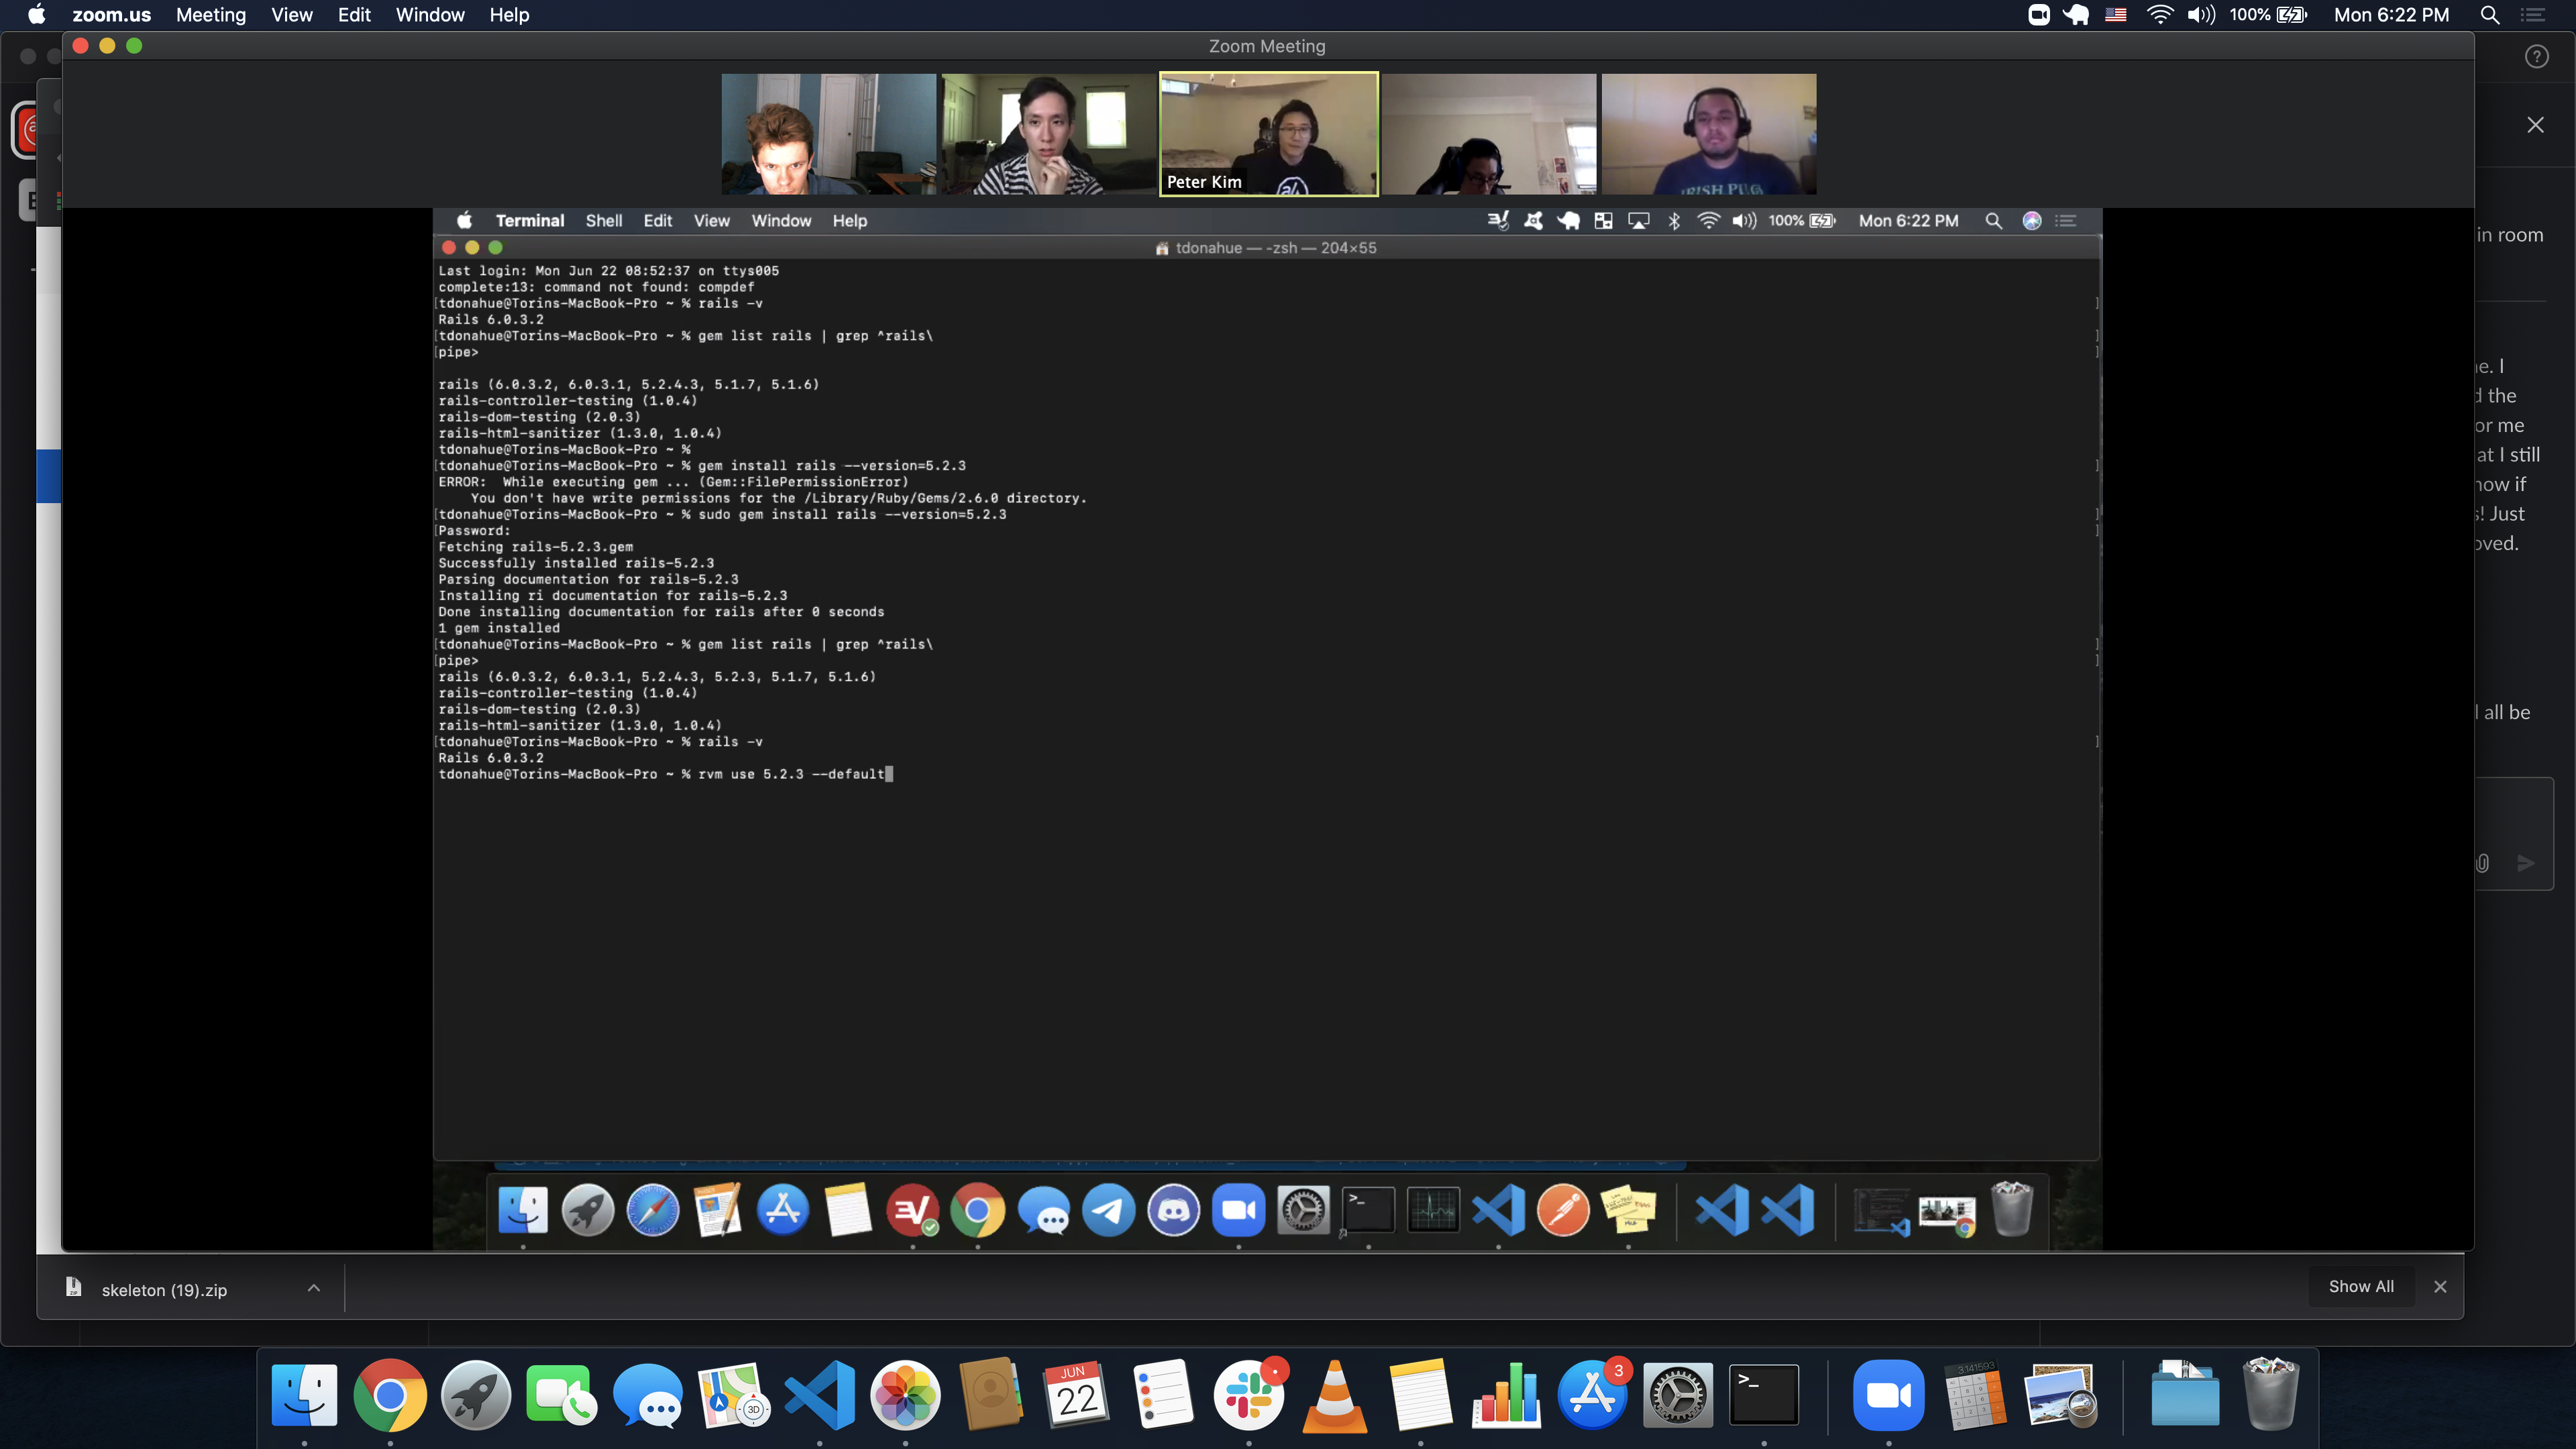 zoom.us Meeting View Edit Window Help 100% Mon 6:22 PM
Zoom Meeting
Peter Kim
IRISH PUB
in room
Terminal Shell Edit View Window Help 100% Mon 6:22 PM
tdonahue — -zsh — 204×55
Last login: Mon Jun 22 08:52:37 on ttys005
complete:13: command not found: compdef
[tdonahue@Torins-MacBook-Pro ~ % rails -v ]
Rails 6.0.3.2
[tdonahue@Torins-MacBook-Pro ~ % gem list rails | grep ^rails\ ]
[pipe> ]
rails (6.0.3.2, 6.0.3.1, 5.2.4.3, 5.1.7, 5.1.6)
rails-controller-testing (1.0.4)
rails-dom-testing (2.0.3)
rails-html-sanitizer (1.3.0, 1.0.4)
tdonahue@Torins-MacBook-Pro ~ %
[tdonahue@Torins-MacBook-Pro ~ % gem install rails --version=5.2.3 ]
ERROR:  While executing gem ... (Gem::FilePermissionError)
    You don't have write permissions for the /Library/Ruby/Gems/2.6.0 directory.
[tdonahue@Torins-MacBook-Pro ~ % sudo gem install rails --version=5.2.3 ]
[Password: ]
Fetching rails-5.2.3.gem
Successfully installed rails-5.2.3
Parsing documentation for rails-5.2.3
Installing ri documentation for rails-5.2.3
Done installing documentation for rails after 0 seconds
1 gem installed
[tdonahue@Torins-MacBook-Pro ~ % gem list rails | grep ^rails\ ]
[pipe> ]
rails (6.0.3.2, 6.0.3.1, 5.2.4.3, 5.2.3, 5.1.7, 5.1.6)
rails-controller-testing (1.0.4)
rails-dom-testing (2.0.3)
rails-html-sanitizer (1.3.0, 1.0.4)
[tdonahue@Torins-MacBook-Pro ~ % rails -v ]
Rails 6.0.3.2
tdonahue@Torins-MacBook-Pro ~ % rvm use 5.2.3 --default
e. I
d the
or me
at I still
now if
s! Just
oved.
l all be
skeleton (19).zip
Show All
JUN
22
3D
3
3.141593